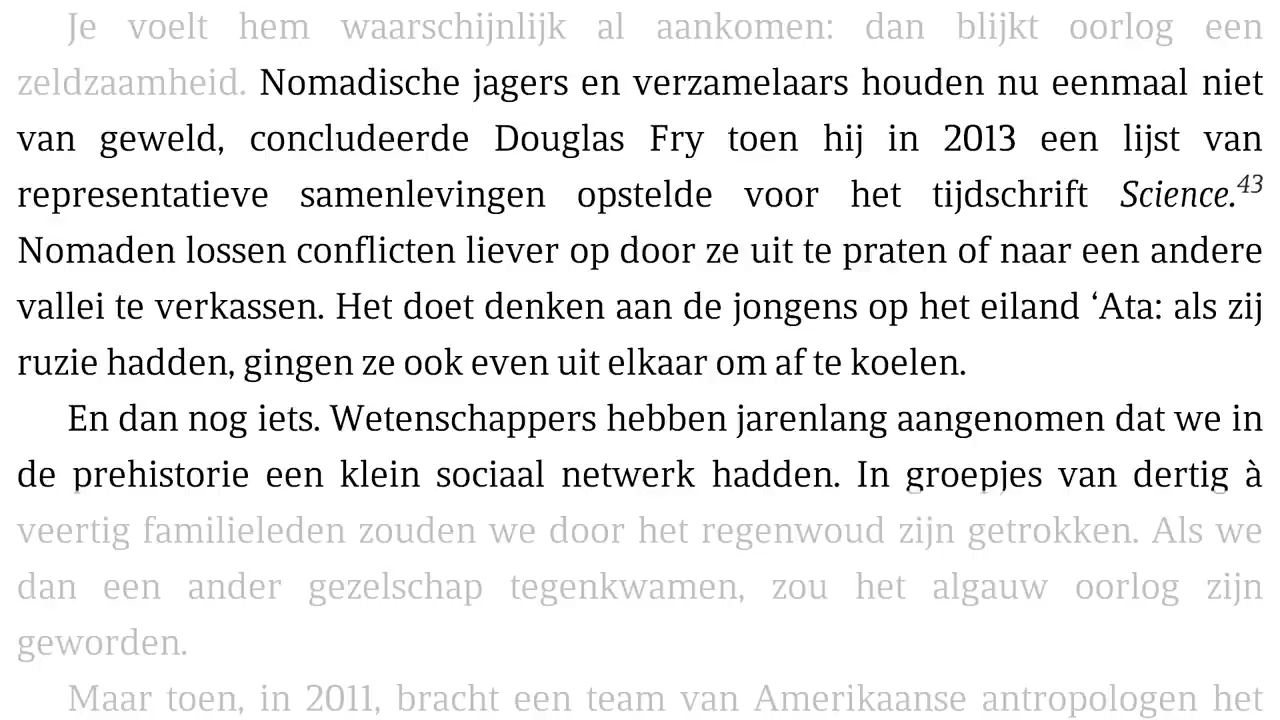 Je voelt hem waarschijnlijk al aankomen: dan blijkt oorlog een
zeldzaamheid. Nomadische jagers en verzamelaars houden nu eenmaal niet
van geweld, concludeerde Douglas Fry toen hij in 2013 een lijst van
representatieve samenlevingen opstelde voor het tijdschrift Science.43
Nomaden lossen conflicten liever op door ze uit te praten of naar een andere
vallei te verkassen. Het doet denken aan de jongens op het eiland ‘Ata: als zij
ruzie hadden, gingen ze ook even uit elkaar om af te koelen.
En dan nog iets. Wetenschappers hebben jarenlang aangenomen dat we in
de prehistorie een klein sociaal netwerk hadden. In groepjes van dertig à
veertig familieleden zouden we door het regenwoud zijn getrokken. Als we
dan een ander gezelschap tegenkwamen, zou het algauw oorlog zijn
geworden.
Maar toen, in 2011, bracht een team van Amerikaanse antropologen het